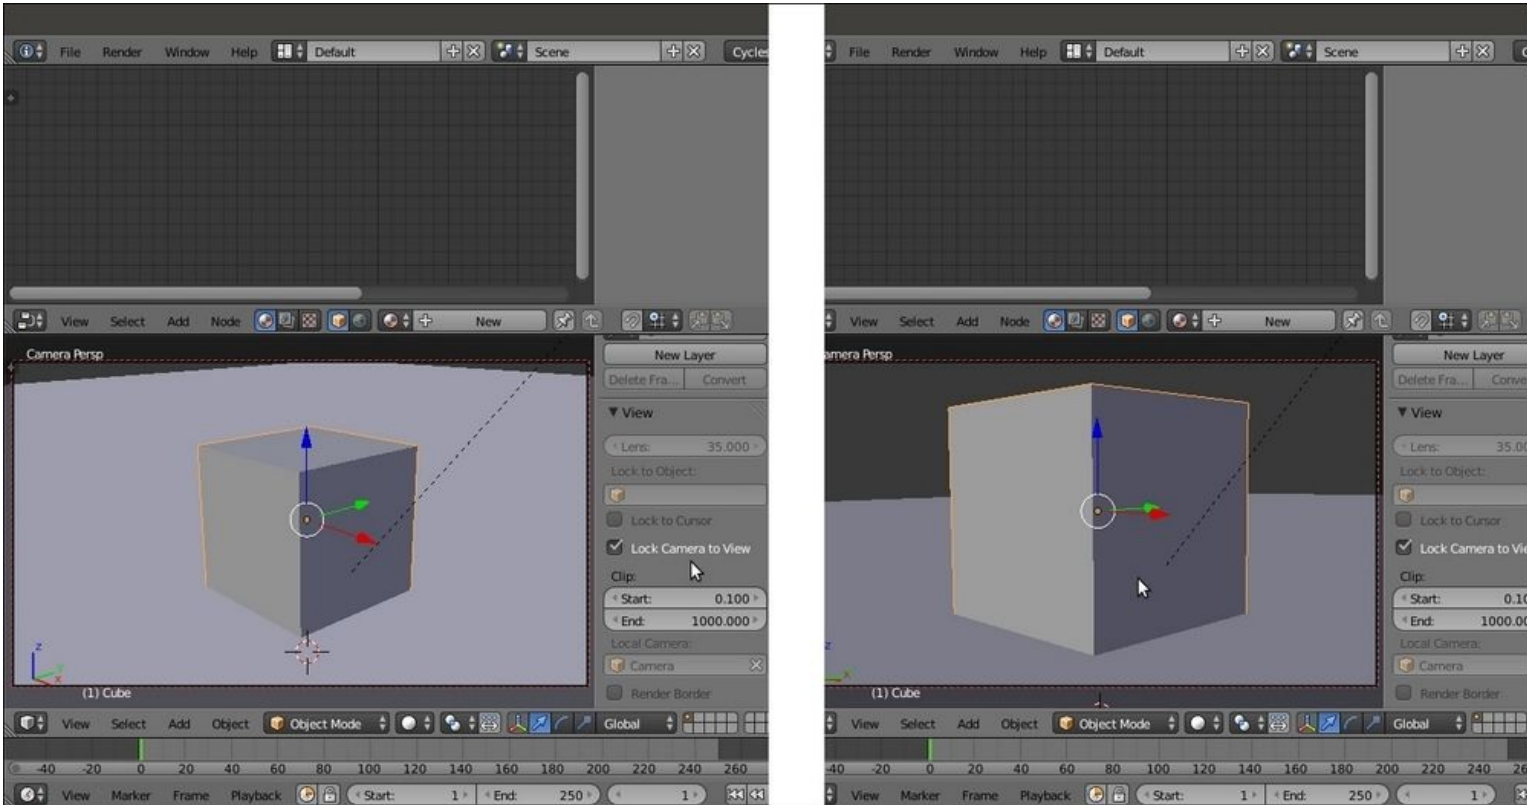 File Render Window Help Default Scene Cycles
View Select Add Node New
Camera Persp
New Layer
Delete Fra... Convert
View
Lens: 35.000
Lock to Object:
Lock to Cursor
Lock Camera to View
Clip:
Start: 0.100
End: 1000.000
Local Camera:
Camera
Render Border
z
y
x
(1) Cube
View Select Add Object Object Mode Global
-40 -20 0 20 40 60 80 100 120 140 160 180 200 220 240 260
View Marker Frame Playback Start: 1 End: 250 1
File Render Window Help Default Scene C
View Select Add Node New
amera Persp
New Layer
Delete Fra... Conve
View
Lens: 35.00
Lock to Object:
Lock to Cursor
Lock Camera to Vie
Clip:
Start: 0.10
End: 1000.00
Local Camera:
Camera
Render Border
z
x
(1) Cube
View Select Add Object Object Mode Global
-40 -20 0 20 40 60 80 100 120 140 160 180 200 220 240 26
View Marker Frame Playback Start: 1 End: 250 1